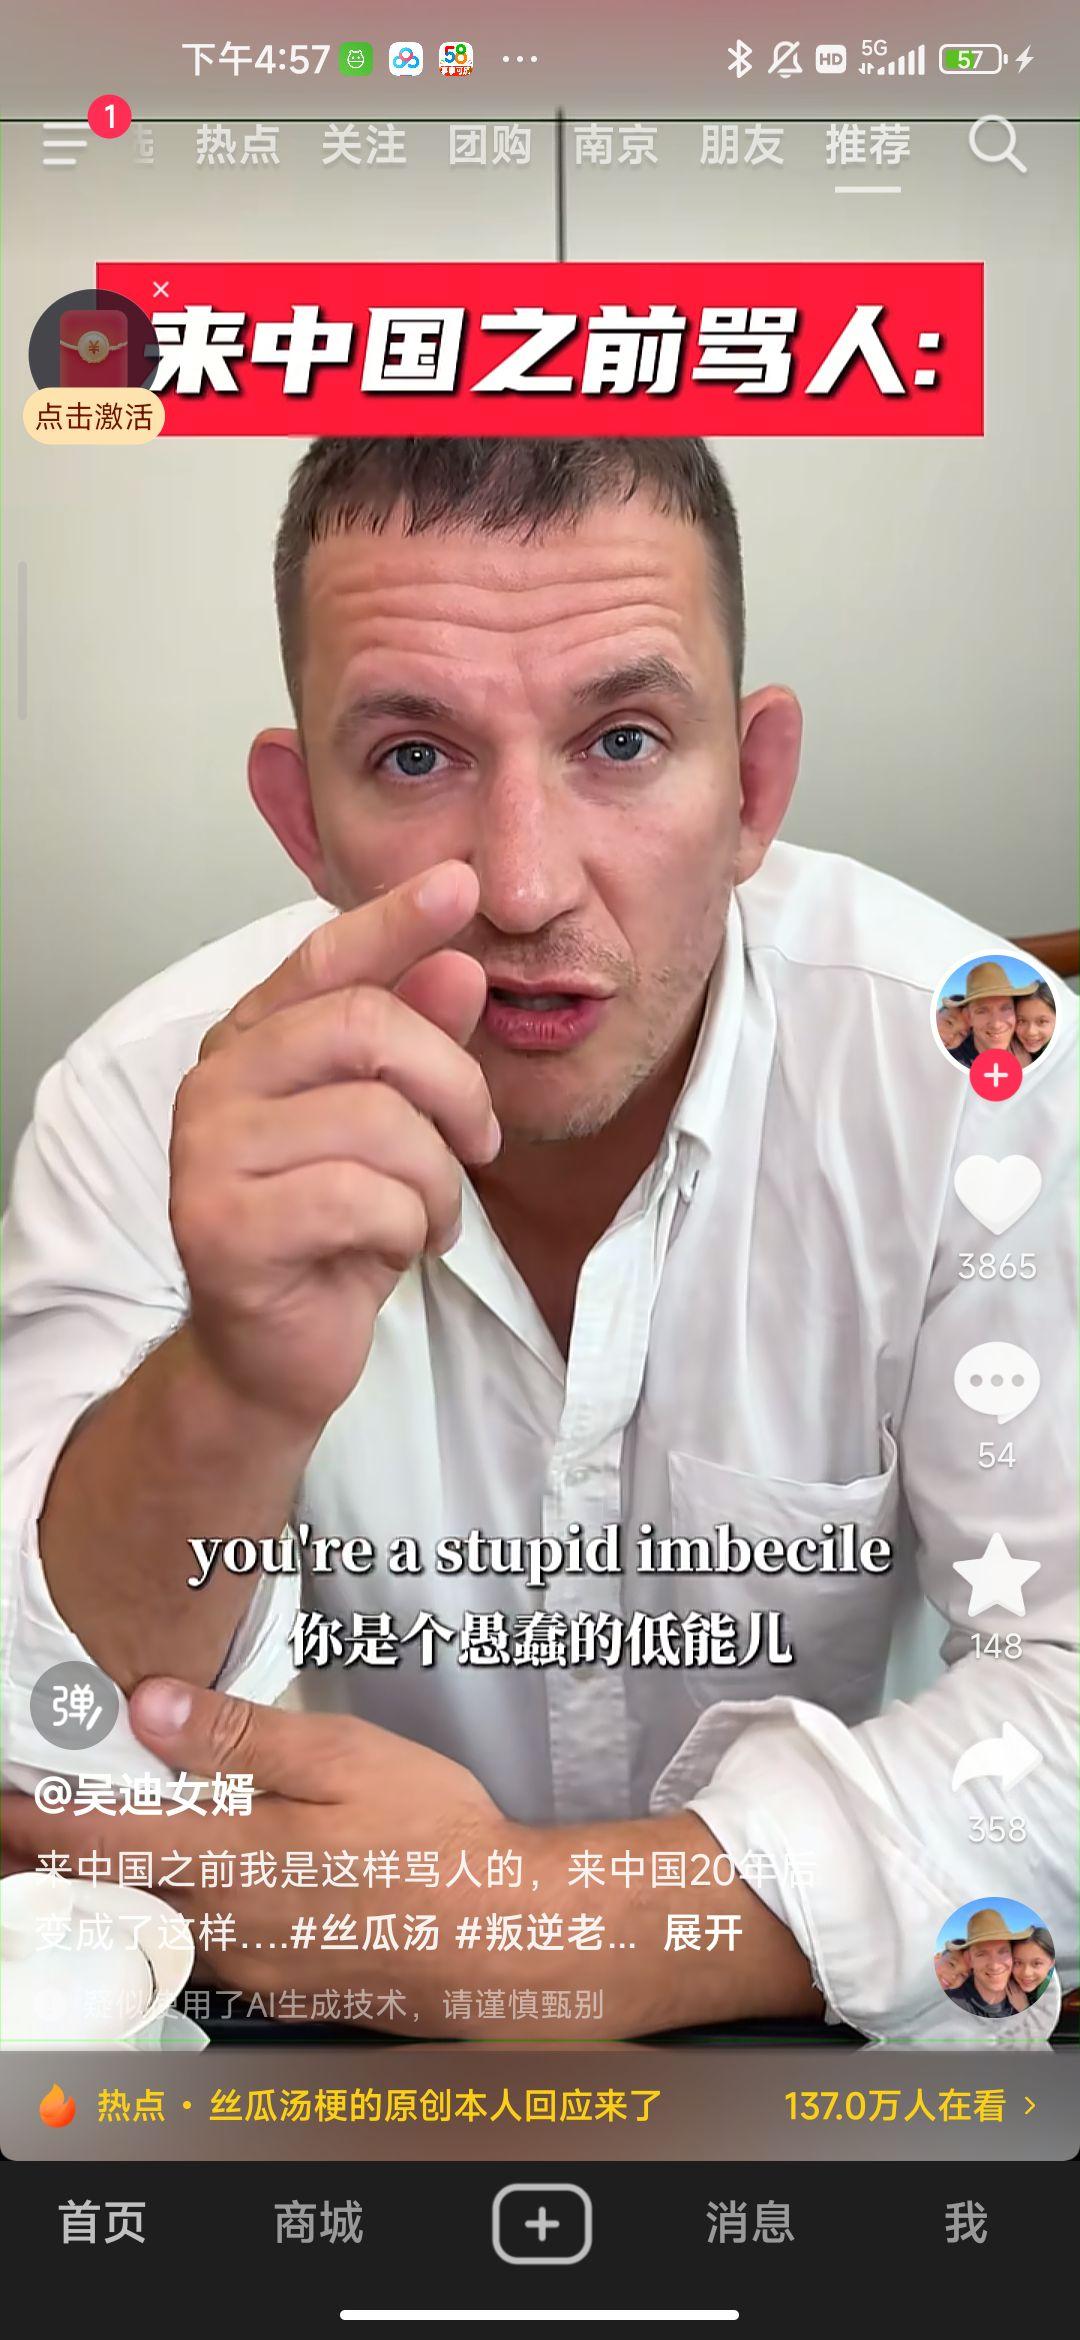 下午4:57
58
HD
5G
57
1
热点 关注 团购 南京 朋友 推荐
来中国之前骂人:
点击激活
3865
54
you're a stupid imbecile
你是个愚蠢的低能儿
148
弹
@吴迪女婿
358
来中国之前我是这样骂人的，来中国20年后
变成了这样....#丝瓜汤 #叛逆老... 展开
疑似使用了AI生成技术，请谨慎甄别
热点·丝瓜汤梗的原创本人回应来了 137.0万人在看
首页 商城 消息 我